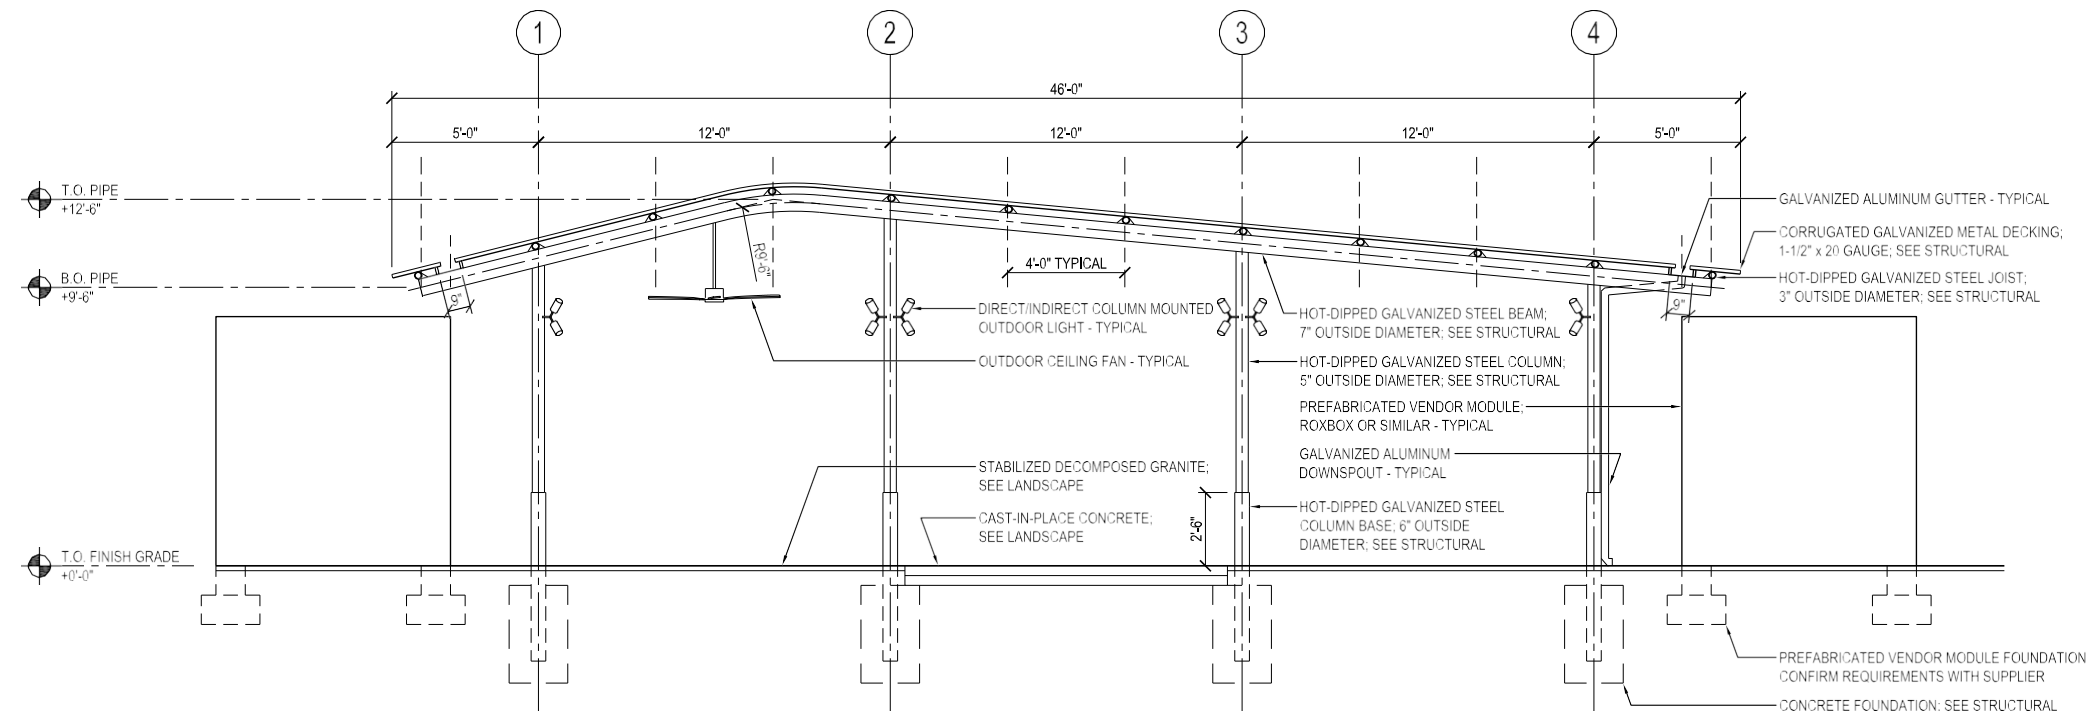 1
2
3
4
46'-0"
5'-0"
12'-0"
12'-0"
12'-0"
5'-0"
T.O. PIPE
+12'-6"
B.O. PIPE
+9'-6"
T.O. FINISH GRADE
+0'-0"
9"
R9'-6"
4'-0" TYPICAL
9"
2'-6"
DIRECT/INDIRECT COLUMN MOUNTED
OUTDOOR LIGHT - TYPICAL
OUTDOOR CEILING FAN - TYPICAL
STABILIZED DECOMPOSED GRANITE;
SEE LANDSCAPE
CAST-IN-PLACE CONCRETE;
SEE LANDSCAPE
HOT-DIPPED GALVANIZED STEEL BEAM;
7" OUTSIDE DIAMETER; SEE STRUCTURAL
HOT-DIPPED GALVANIZED STEEL COLUMN;
5" OUTSIDE DIAMETER; SEE STRUCTURAL
PREFABRICATED VENDOR MODULE;
ROXBOX OR SIMILAR - TYPICAL
GALVANIZED ALUMINUM
DOWNSPOUT - TYPICAL
HOT-DIPPED GALVANIZED STEEL
COLUMN BASE; 6" OUTSIDE
DIAMETER; SEE STRUCTURAL
GALVANIZED ALUMINUM GUTTER - TYPICAL
CORRUGATED GALVANIZED METAL DECKING;
1-1/2" x 20 GAUGE; SEE STRUCTURAL
HOT-DIPPED GALVANIZED STEEL JOIST;
3" OUTSIDE DIAMETER; SEE STRUCTURAL
PREFABRICATED VENDOR MODULE FOUNDATION
CONFIRM REQUIREMENTS WITH SUPPLIER
CONCRETE FOUNDATION; SEE STRUCTURAL